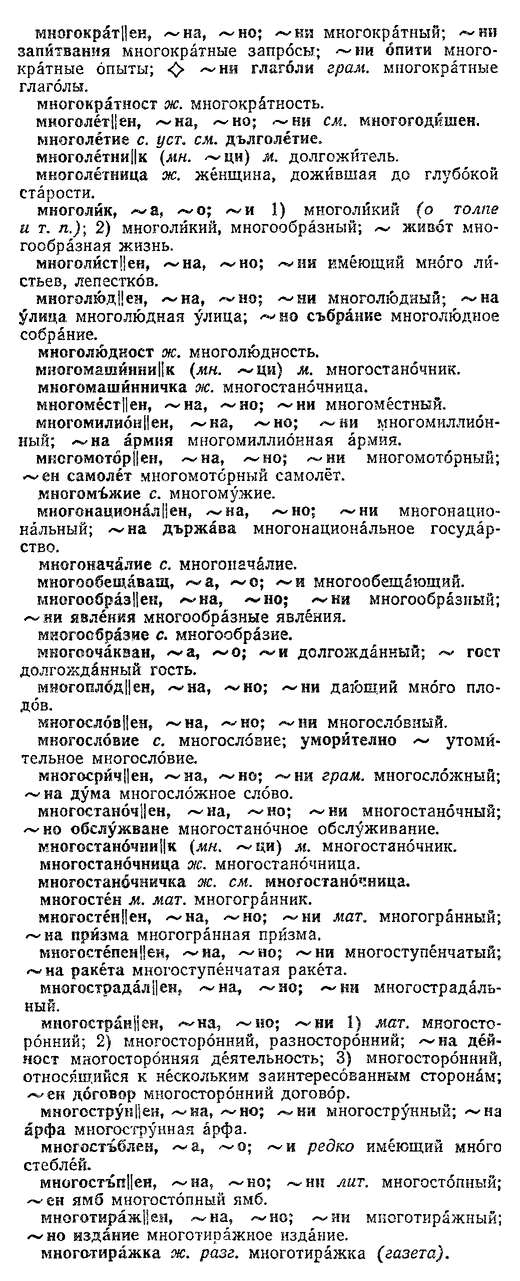 многокра́т||ен, ~на, ~но; ~ни многокра́тный; ~ни
запи́твания многокра́тные запро́сы; ~ни о́пити много-
кра́тные о́пыты; ◇ ~ни глаго́ли грам. многокра́тные
глаго́лы.
многокра́тност ж. многокра́тность.
многоле́т||ен, ~на, ~но; ~ни см. многогоди́шен.
многоле́тие с. уст. см. дълголе́тие.
многоле́тни||к (мн. ~ци) м. долгожи́тель.
многоле́тница ж. же́нщина, дожи́вшая до глубо́кой
ста́рости.
многоли́к, ~а, ~о; ~и 1) многоли́кий (о толпе
и т. п.); 2) многоли́кий, многообра́зный; ~ живо́т мно-
гообра́зная жизнь.
многоли́ст||ен, ~на, ~но; ~ни име́ющий мно́го ли́-
стьев, лепестко́в.
многолю́д||ен, ~на, ~но; ~ни многолю́дный; ~на
у́лица многолю́дная у́лица; ~но събра́ние многолю́дное
собра́ние.
многолю́дност ж. многолю́дность.
многомаши́нни||к (мн. ~ци) м. многостано́чник.
многомаши́нничка ж. многостано́чница.
многоме́ст||ен, ~на, ~но; ~ни многоме́стный.
многомилио́н||ен, ~на, ~но; ~ни многомиллио́н-
ный; ~на а́рмия многомиллио́нная а́рмия.
многомото́р||ен, ~на, ~но; ~ни многомото́рный;
~ен самоле́т многомото́рный самолёт.
многомъ́жие с. многому́жие.
многонациона́л||ен, ~на, ~но; ~ни многонацио-
на́льный; ~на държа́ва многонациона́льное госуда́р-
ство.
многонача́лие с. многонача́лие.
многообеща́ващ, ~а, ~о; ~и многообеща́ющий.
многообра́з||ен, ~на, ~но; ~ни многообра́зный;
~ни явле́ния многообра́зные явле́ния.
многообра́зие с. многообра́зие.
многооча́кван, ~а, ~о; ~и долгожда́нный; ~ гост
долгожда́нный гость.
многопло́д||ен, ~на, ~но; ~ни даю́щий мно́го пло-
до́в.
многосло́в||ен, ~на, ~но; ~ни многосло́вный.
многосло́вие с. многосло́вие; умори́телно ~ утоми́-
тельное многосло́вие.
многосри́ч||ен, ~на, ~но; ~ни грам. многосло́жный;
~на ду́ма многосло́жное сло́во.
многостано́ч||ен, ~на, ~но; ~ни многостано́чный;
~но обслу́жване многостано́чное обслу́живание.
многостано́чни||к (мн. ~ци) м. многостано́чник.
многостано́чница ж. многостано́чница.
многостано́чничка ж. см. многостано́чница.
многосте́н м. мат. многогра́нник.
многосте́н||ен, ~на, ~но; ~ни мат. многогра́нный;
~на при́зма многогра́нная при́зма.
многосте́пен||ен, ~на, ~но; ~ни многоступе́нчатый;
~на раке́та многоступе́нчатая раке́та.
многострада́л||ен, ~на, ~но; ~ни многострада́ль-
ный.
многостра́н||ен, ~на, ~но; ~ни 1) мат. многосто-
ро́нний; 2) многосторо́нний, разносторо́нний; ~на де́й-
ност многосторо́нняя де́ятельность; 3) многосторо́нний,
относя́щийся к не́скольким заинтересо́ванным сторона́м;
~ен до́говор многосторо́нний догово́р.
многостру́н||ен, ~на, ~но; ~ни многостру́нный; ~на
а́рфа многостру́нная а́рфа.
многостъ́блен, ~а, ~о; ~и редко име́ющий мно́го
стебле́й.
многостъ́п||ен, ~на, ~но; ~ни лит. многосто́пный;
~ен ямб многосто́пный ямб.
многотира́ж||ен, ~на, ~но; ~ни многотира́жный;
~но изда́ние многотира́жное изда́ние.
многотира́жка ж. разг. многотира́жка (газета).